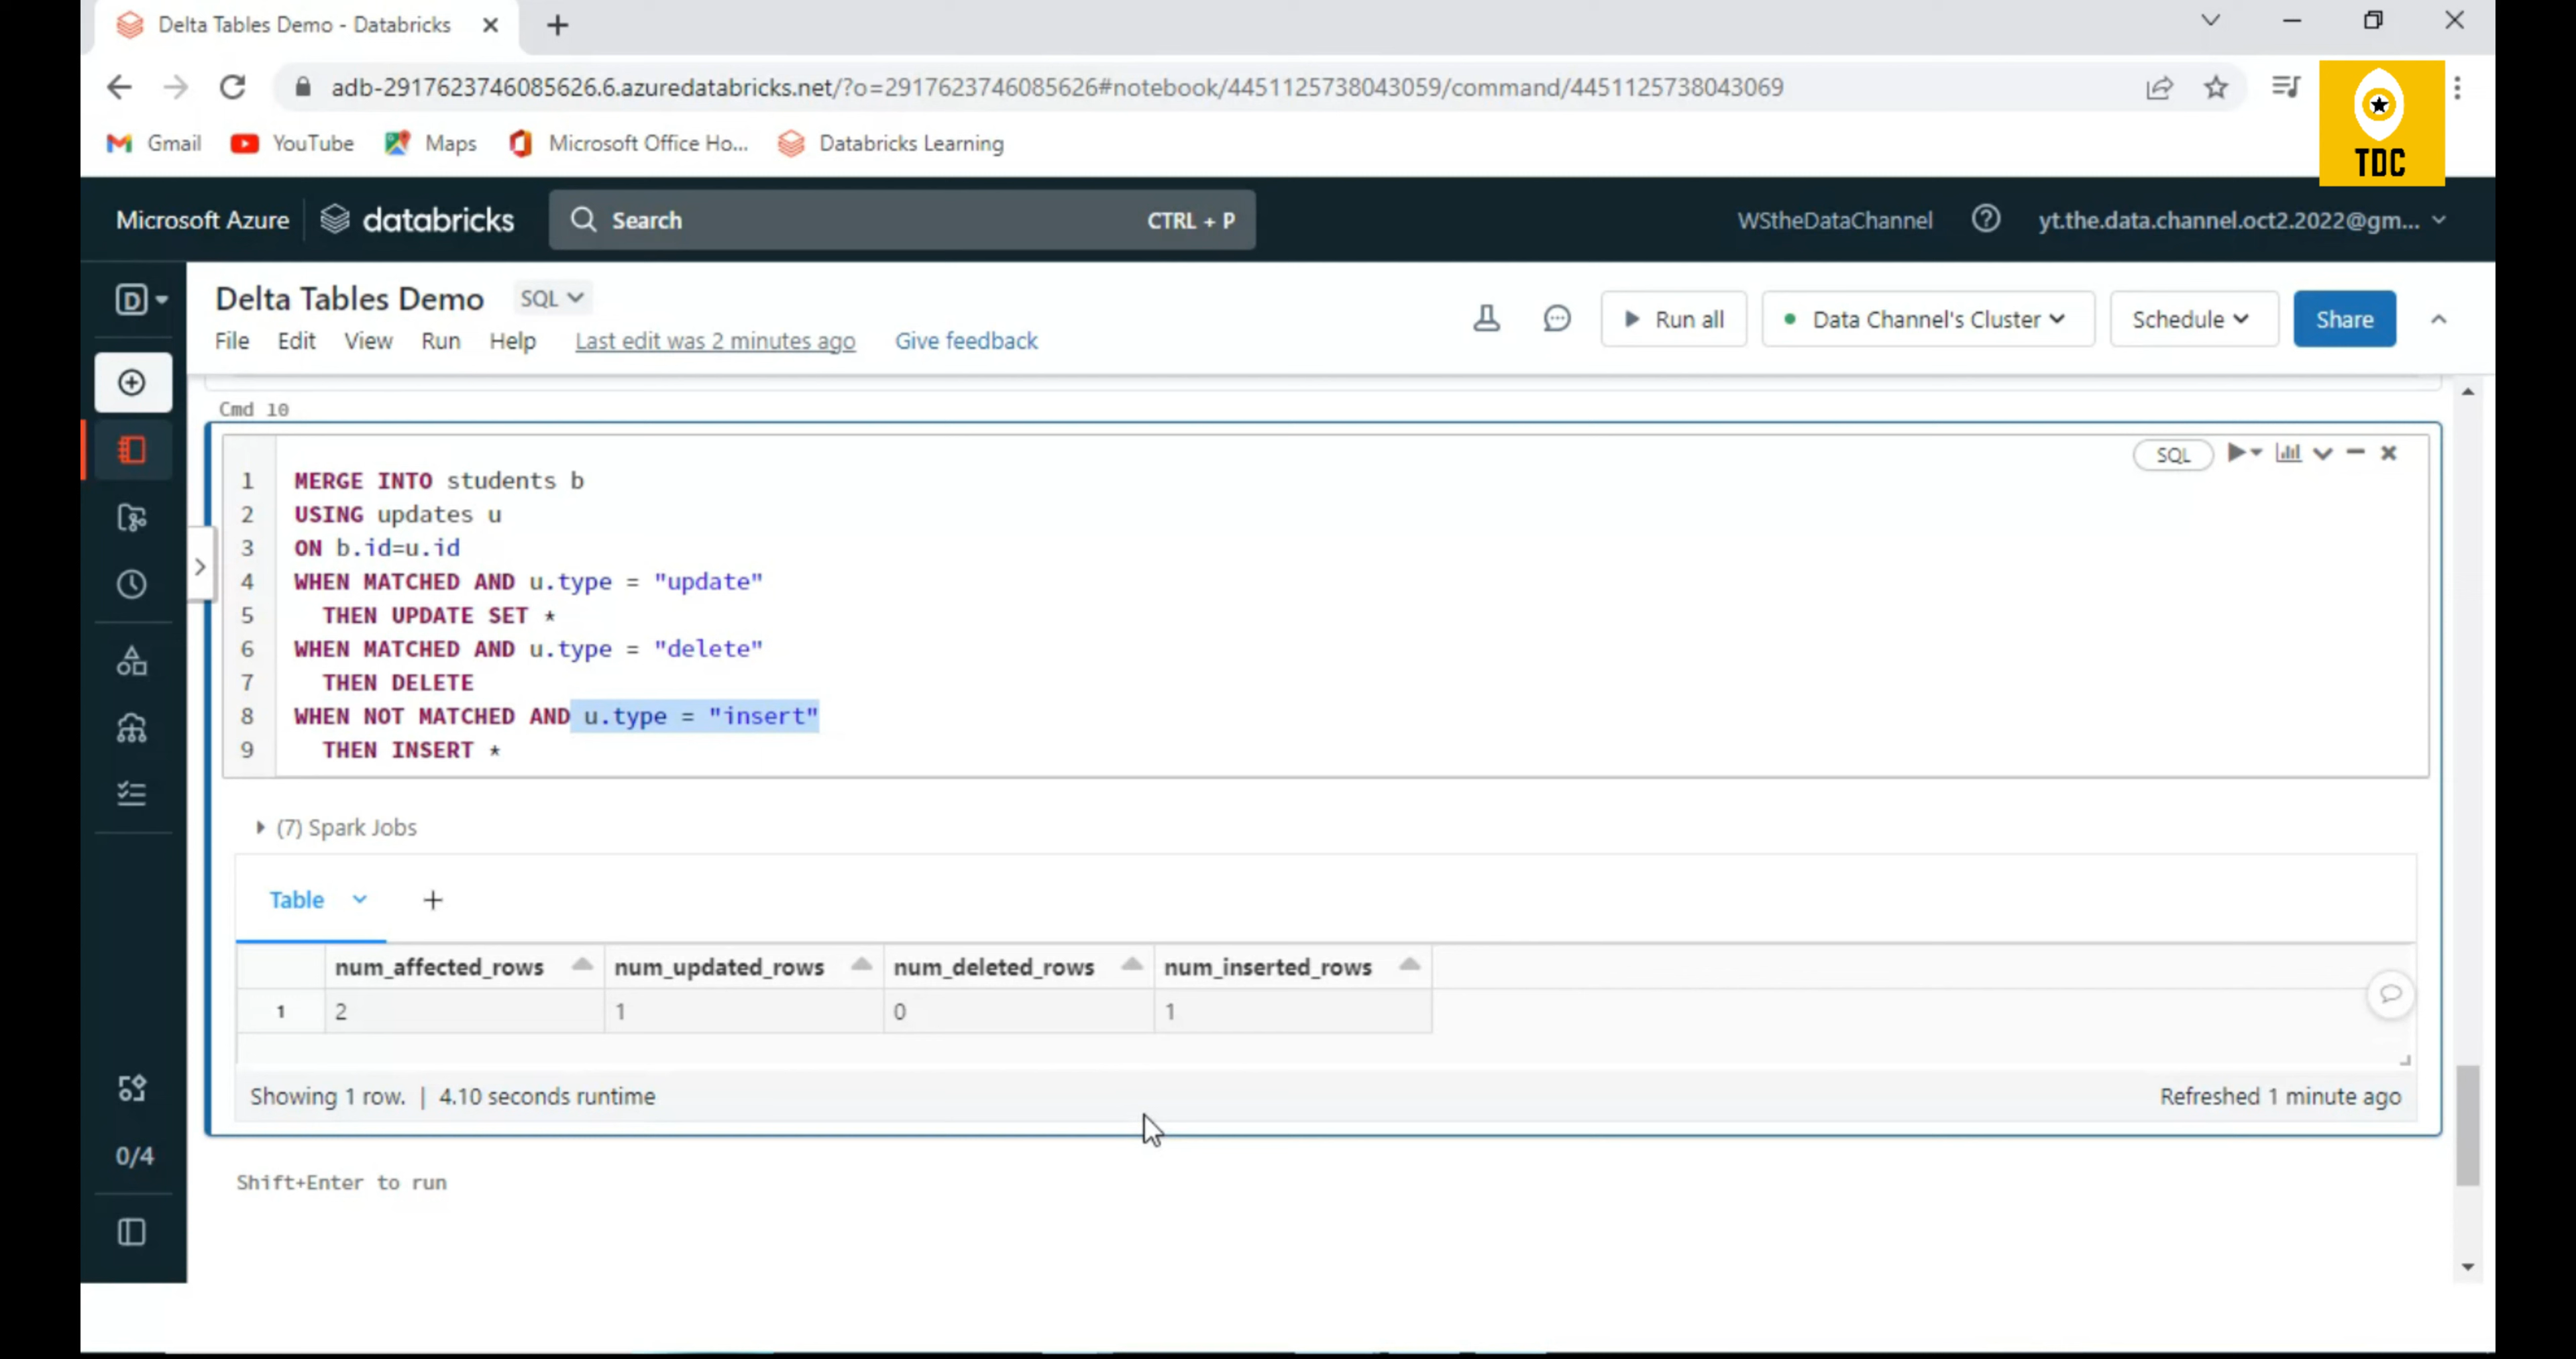 Delta Tables Demo - Databricks
adb-2917623746085626.6.azuredatabricks.net/?o=2917623746085626#notebook/4451125738043059/command/4451125738043069
TDC
Gmail YouTube Maps Microsoft Office Ho... Databricks Learning
Microsoft Azure databricks Search CTRL + P WStheDataChannel yt.the.data.channel.oct2.2022@gm...
D
Delta Tables Demo SQL
Run all Data Channel's Cluster Schedule Share
File Edit View Run Help Last edit was 2 minutes ago Give feedback
Cmd 10
SQL
1 MERGE INTO students b
2 USING updates u
3 ON b.id=u.id
4 WHEN MATCHED AND u.type = "update"
5 THEN UPDATE SET *
6 WHEN MATCHED AND u.type = "delete"
7 THEN DELETE
8 WHEN NOT MATCHED AND u.type = "insert"
9 THEN INSERT *
(7) Spark Jobs
Table +
num_affected_rows num_updated_rows num_deleted_rows num_inserted_rows
1 2 1 0 1
Showing 1 row. | 4.10 seconds runtime Refreshed 1 minute ago
0/4
Shift+Enter to run